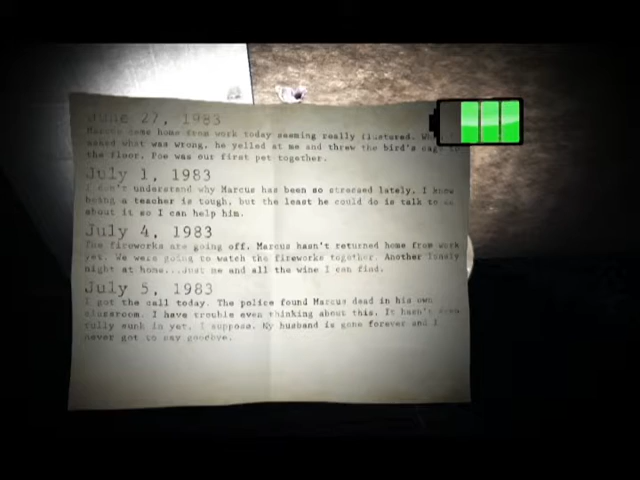 June 27, 1983
Marcus came home from work today seeming really flustured. W
asked what was wrong, he yelled at me and threw the bird's cage to
the floor. Poe was our first pet together.
July 1, 1983
I don't understand why Marcus has been so stressed lately. I know
being a teacher is tough, but the least he could do is talk to
about it so I can help him.
July 4, 1983
The fireworks are going off. Marcus hasn't returned home from work
yet. We were going to watch the fireworks together. Another lonely
night at home...Just me and all the wine I can find.
July 5, 1983
I got the call today. The police found Marcus dead in his own
classroom. I have trouble even thinking about this. It hasn't even
fully sunk in yet, I suppose. My husband is gone forever and I
never got to say goodbye.